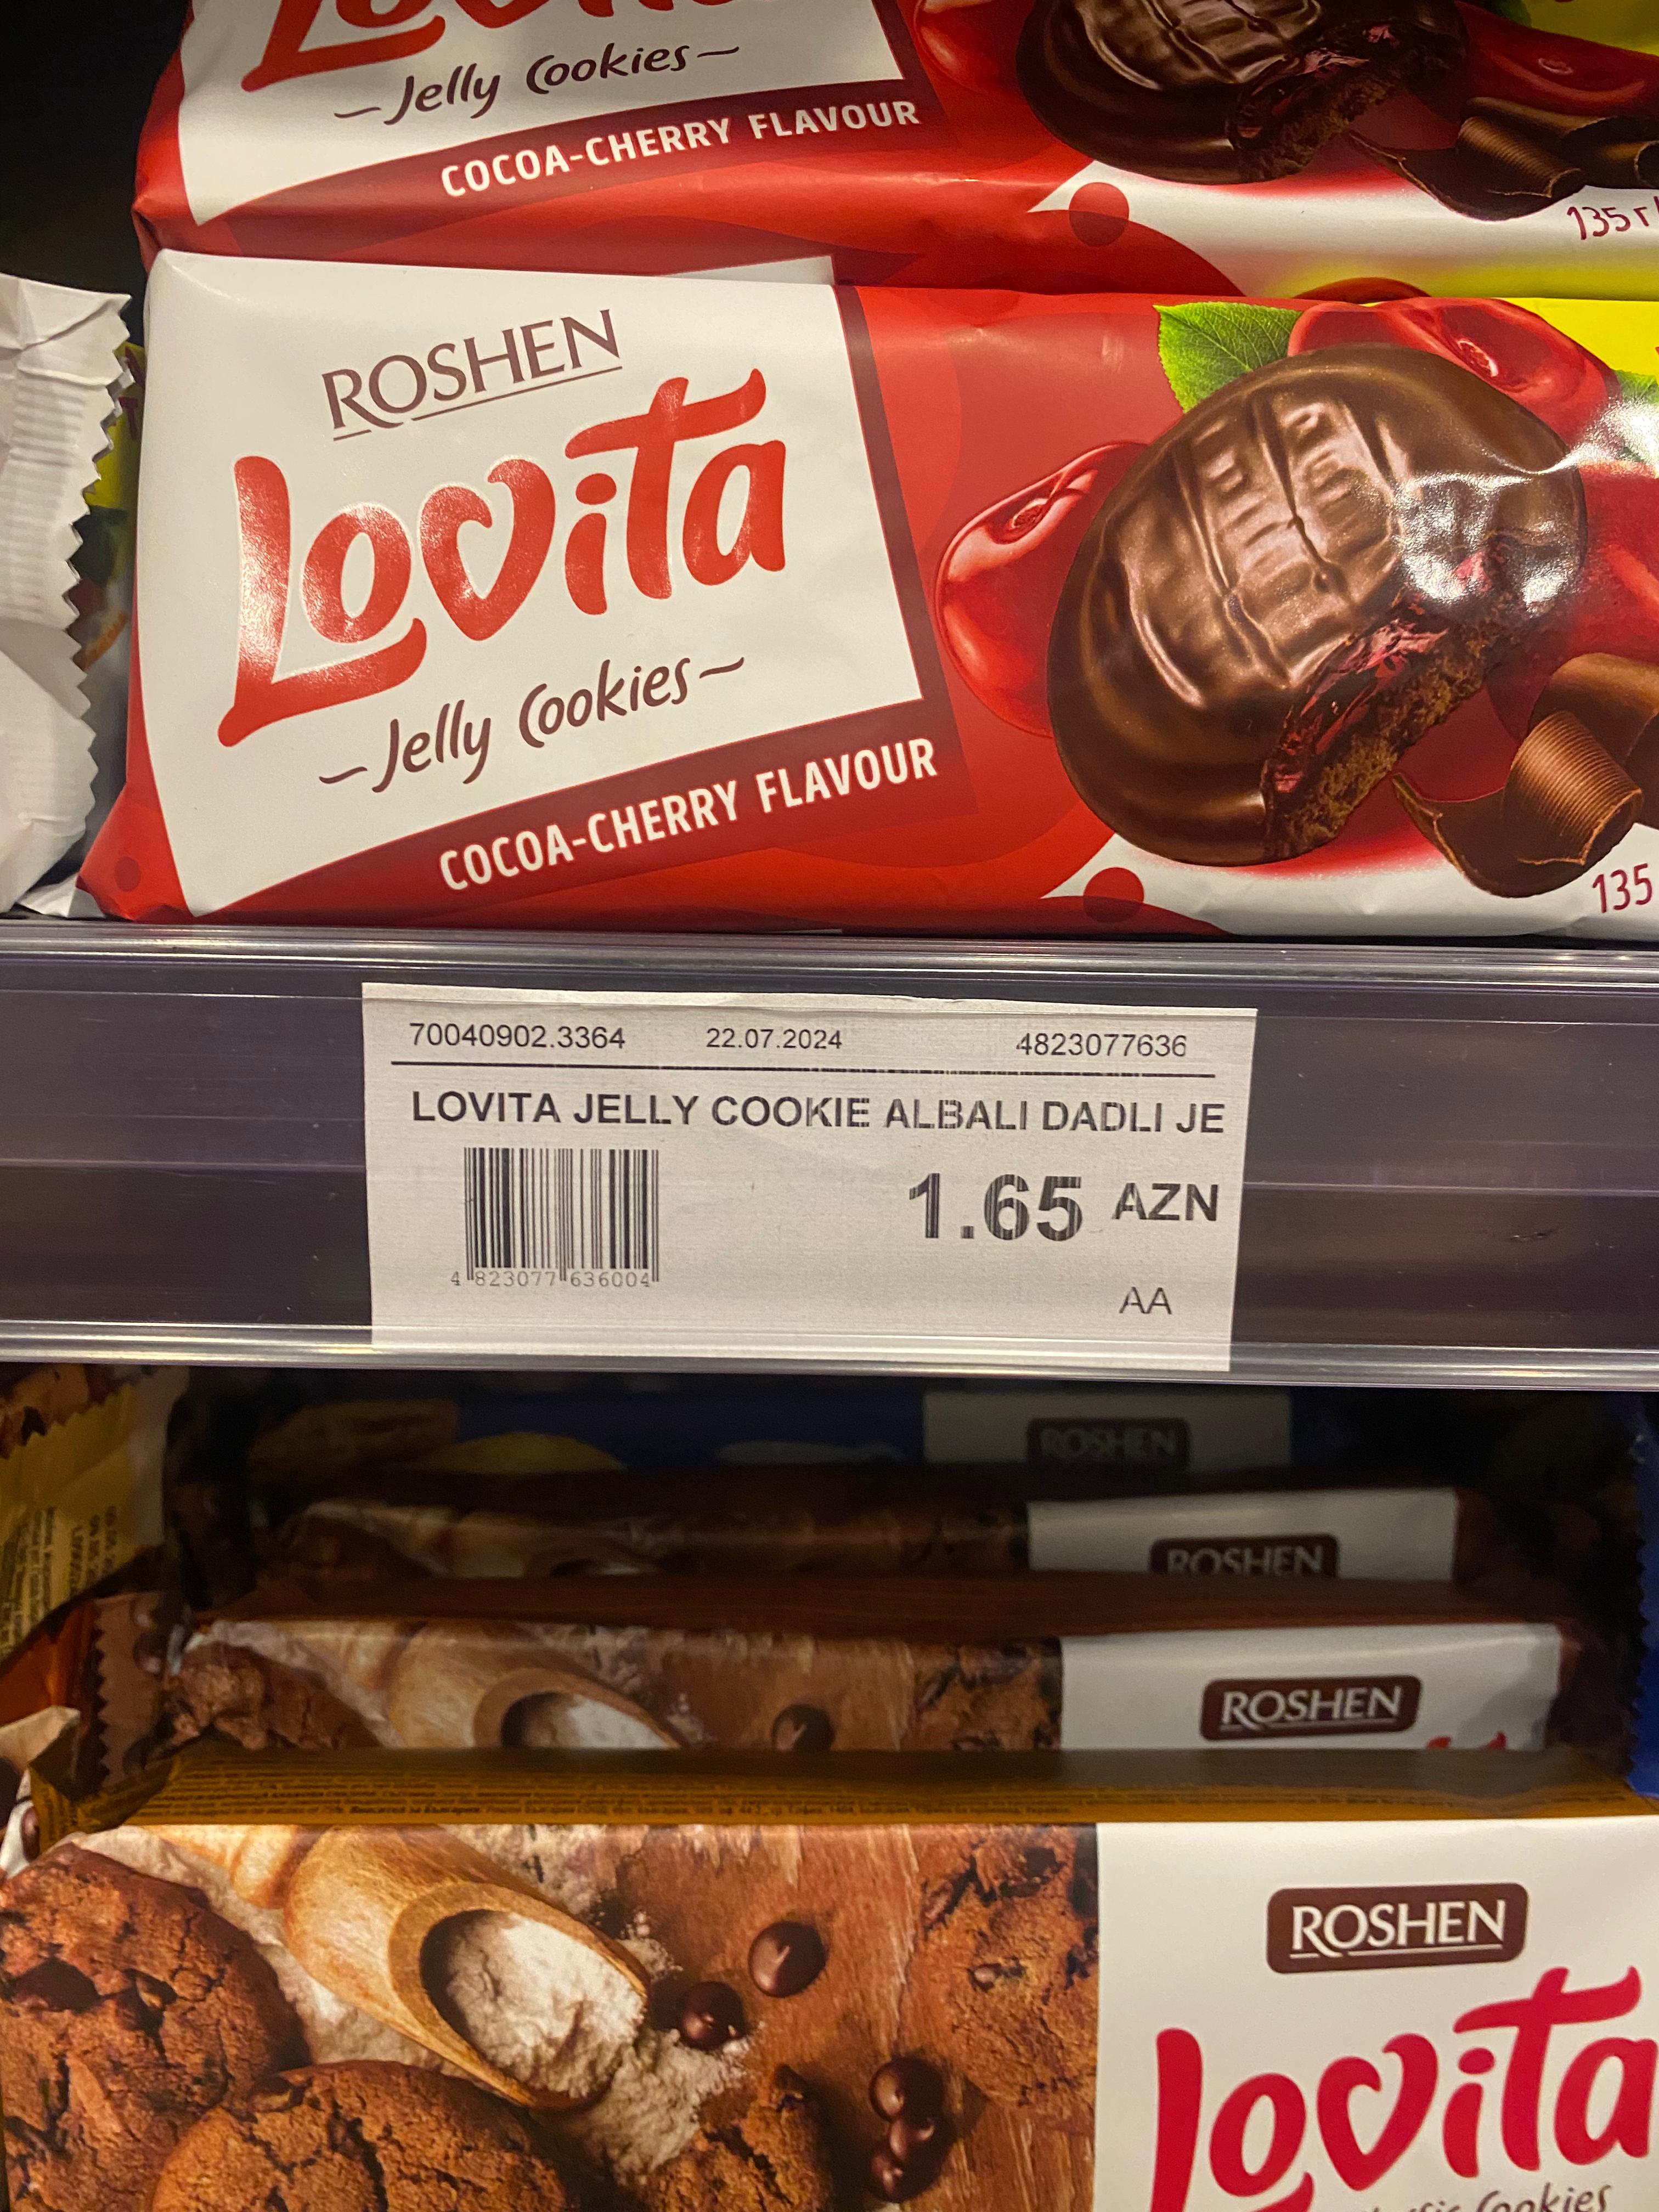 Lovita
Jelly Cookies
COCOA-CHERRY FLAVOUR
135 г
ROSHEN
Lovita
Jelly Cookies
COCOA-CHERRY FLAVOUR
135
70040902.3364 22.07.2024 4823077636
LOVITA JELLY COOKIE ALBALI DADLI JE
1.65 AZN
4 823077 636004
AA
ROSHEN
ROSHEN
ROSHEN
ROSHEN
Lovita
Cookies